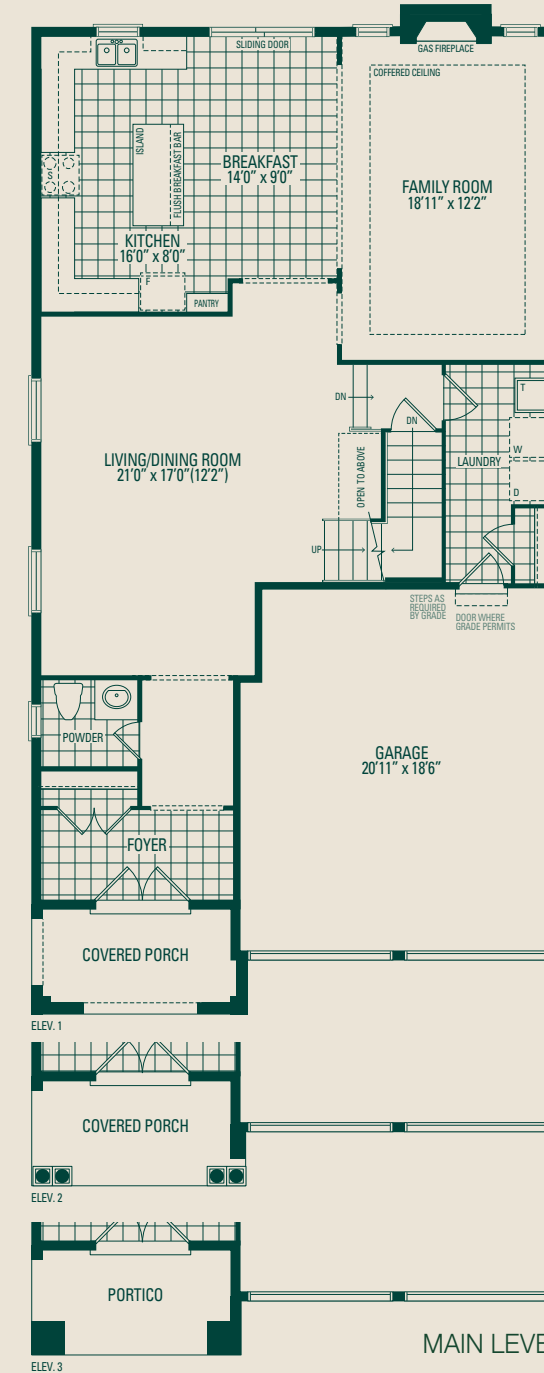 SLIDING DOOR
GAS FIREPLACE
COFFERED CEILING
ISLAND
FLUSH BREAKFAST BAR
S
BREAKFAST
14'0" x 9'0"
FAMILY ROOM
18'11" x 12'2"
KITCHEN
16'0" x 8'0"
F
PANTRY
T
DN
DN
LIVING/DINING ROOM
21'0" x 17'0"(12'2")
OPEN TO ABOVE
LAUNDRY
W
D
UP
STEPS AS
REQUIRED
BY GRADE
DOOR WHERE
GRADE PERMITS
POWDER
GARAGE
20'11" x 18'6"
FOYER
COVERED PORCH
ELEV. 1
COVERED PORCH
ELEV. 2
PORTICO
MAIN LEVE
ELEV. 3